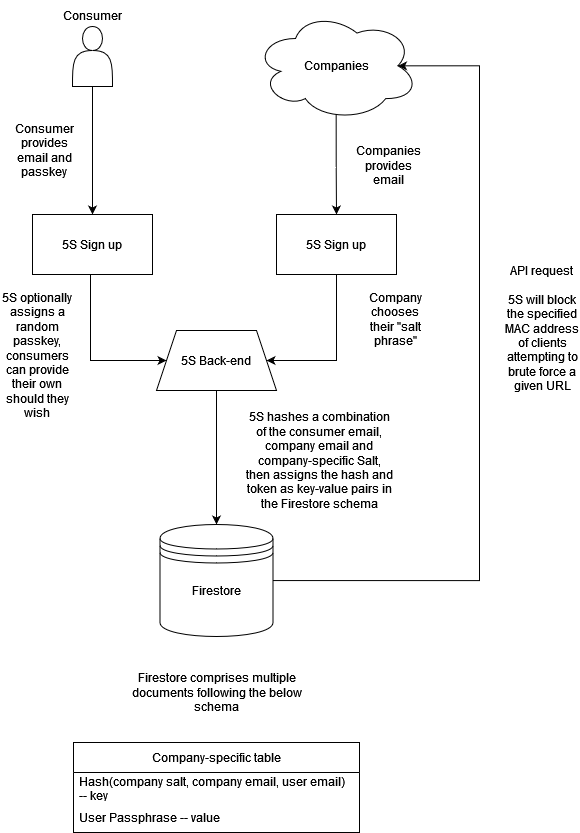 Consumer
Companies
Consumer
provides
email and
passkey
Companies
provides
email
5S Sign up
5S Sign up
API request
5S will block
the specified
MAC address
of clients
attempting to
brute force a
given URL
5S optionally
assigns a
random
passkey,
consumers
can provide
their own
should they
wish
Company
chooses
their "salt
phrase"
5S Back-end
5S hashes a combination
of the consumer email,
company email and
company-specific Salt,
then assigns the hash and
token as key-value pairs in
the Firestore schema
Firestore
Firestore comprises multiple
documents following the below
schema
Company-specific table
Hash(company salt, company email, user email)
-- key
User Passphrase -- value